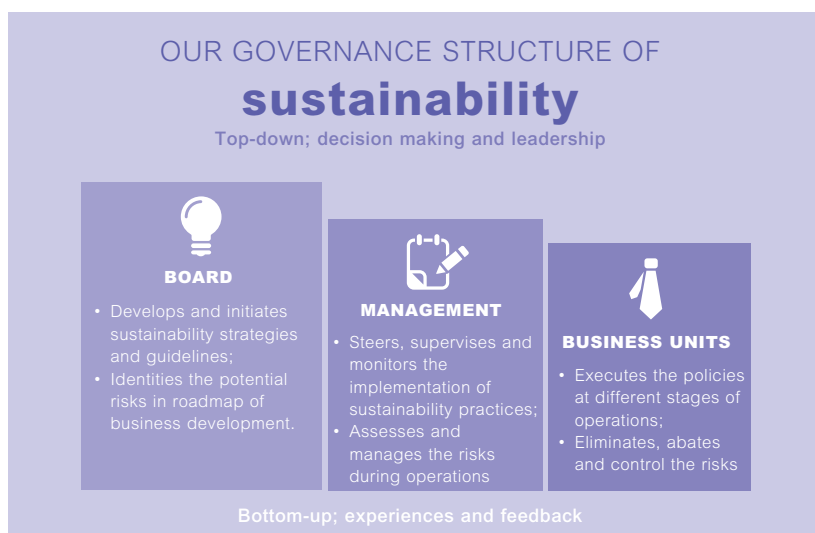 OUR GOVERNANCE STRUCTURE OF
sustainability
Top-down; decision making and leadership
BOARD
• Develops and initiates
sustainability strategies
and guidelines;
• Identities the potential
risks in roadmap of
business development.
MANAGEMENT
• Steers, supervises and
monitors the
implementation of
sustainability practices;
• Assesses and
manages the risks
during operations
BUSINESS UNITS
• Executes the policies
at different stages of
operations;
• Eliminates, abates
and control the risks
Bottom-up; experiences and feedback